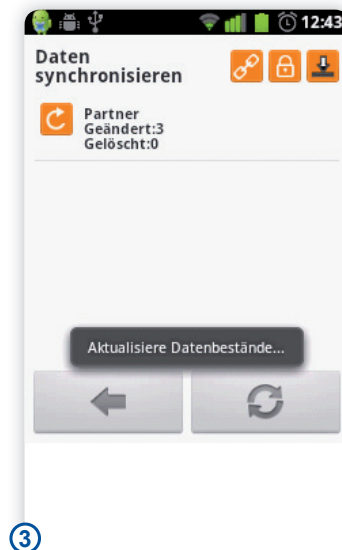 12:43
Daten
synchronisieren
Partner
Geändert:3
Gelöscht:0
Aktualisiere Datenbestände...
3